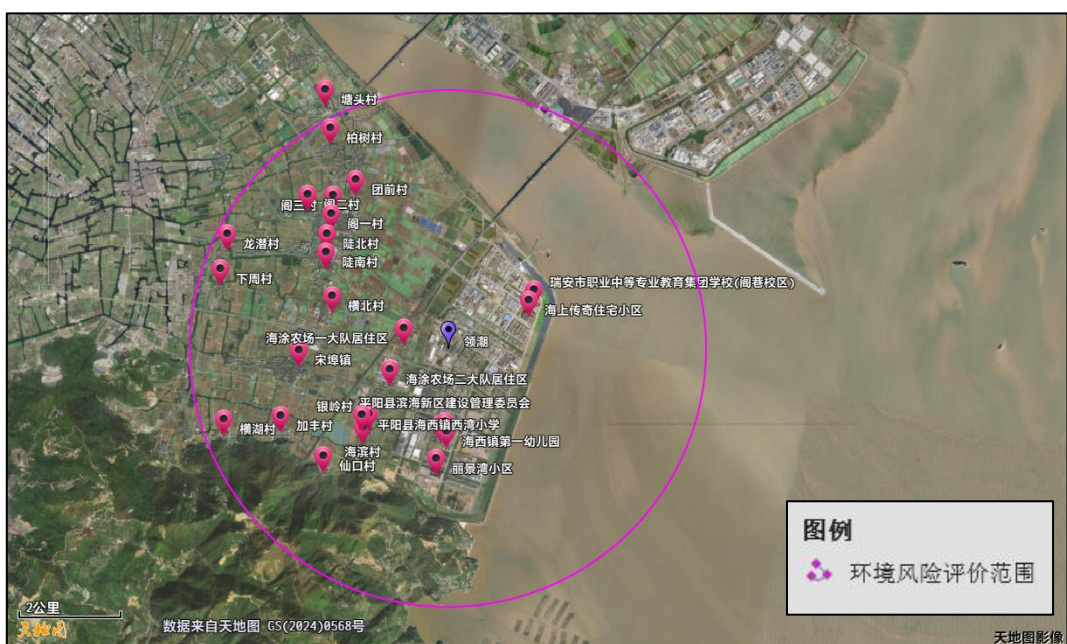 塘头村
柏树村
团前村
阁三村
阁二村
阁一村
龙潜村
陡北村
陡南村
下周村
瑞安市职业中等专业教育集团学校(阁巷校区)
横北村
海上传奇住宅小区
海涂农场一大队居住区
领潮
宋埠镇
海涂农场二大队居住区
银岭村
平阳县滨海新区建设管理委员会
横湖村
加丰村
平阳县海西镇西湾小学
海西镇第一幼儿园
海滨村
仙口村
丽景湾小区
图例
环境风险评价范围
2公里
天地图
数据来自天地图 GS(2024)0568号
天地图影像